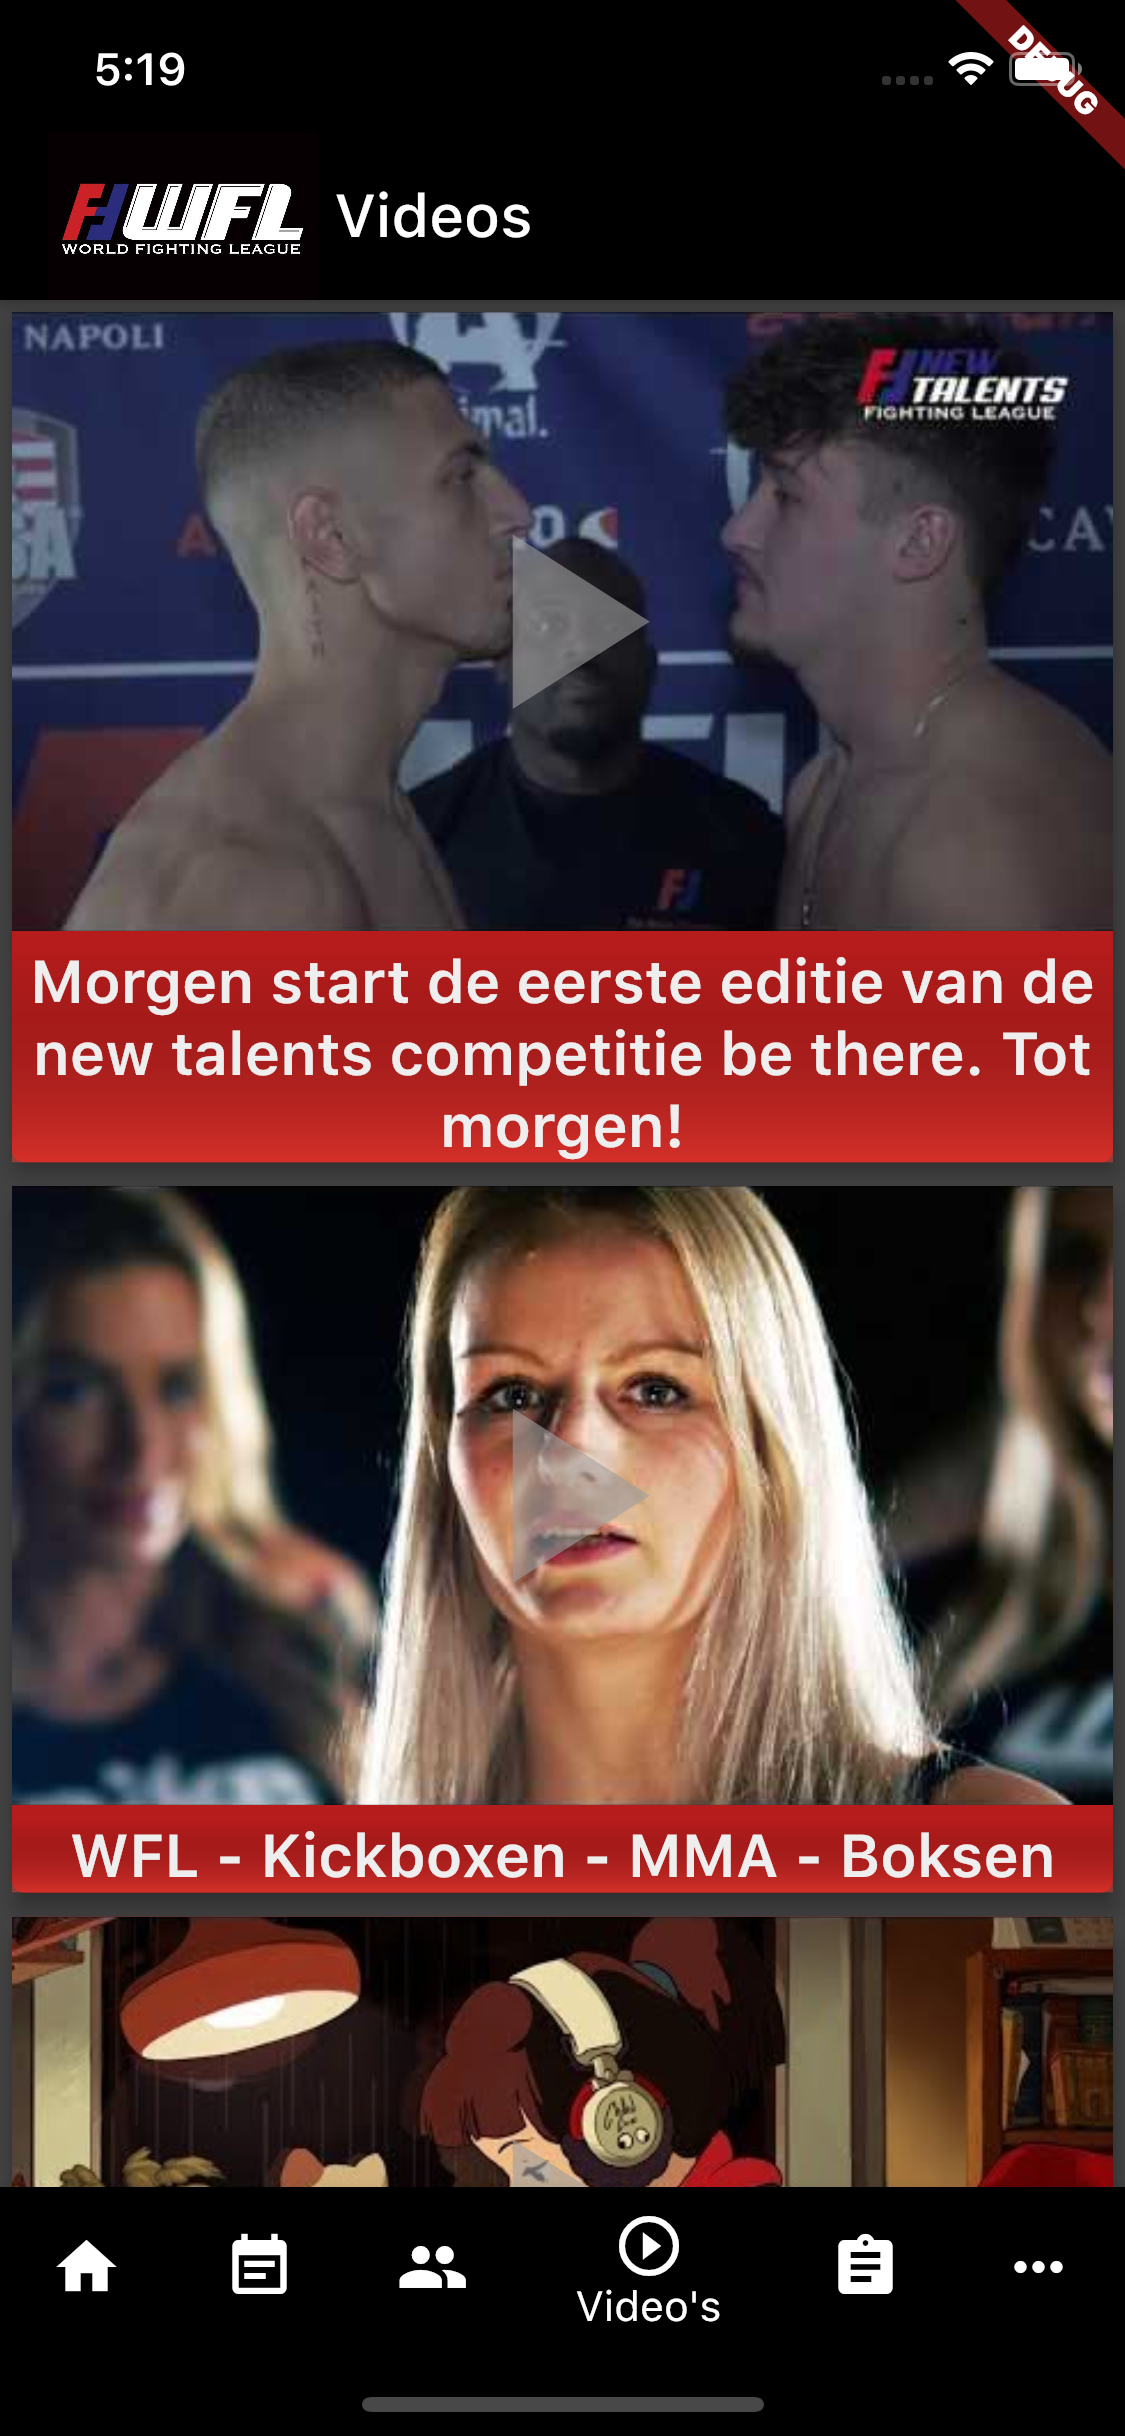 5:19
DEBUG
WFL
WORLD FIGHTING LEAGUE
Videos
NAPOLI
NEW
TALENTS
FIGHTING LEAGUE
Morgen start de eerste editie van de
new talents competitie be there. Tot
morgen!
WFL - Kickboxen - MMA - Boksen
Video's